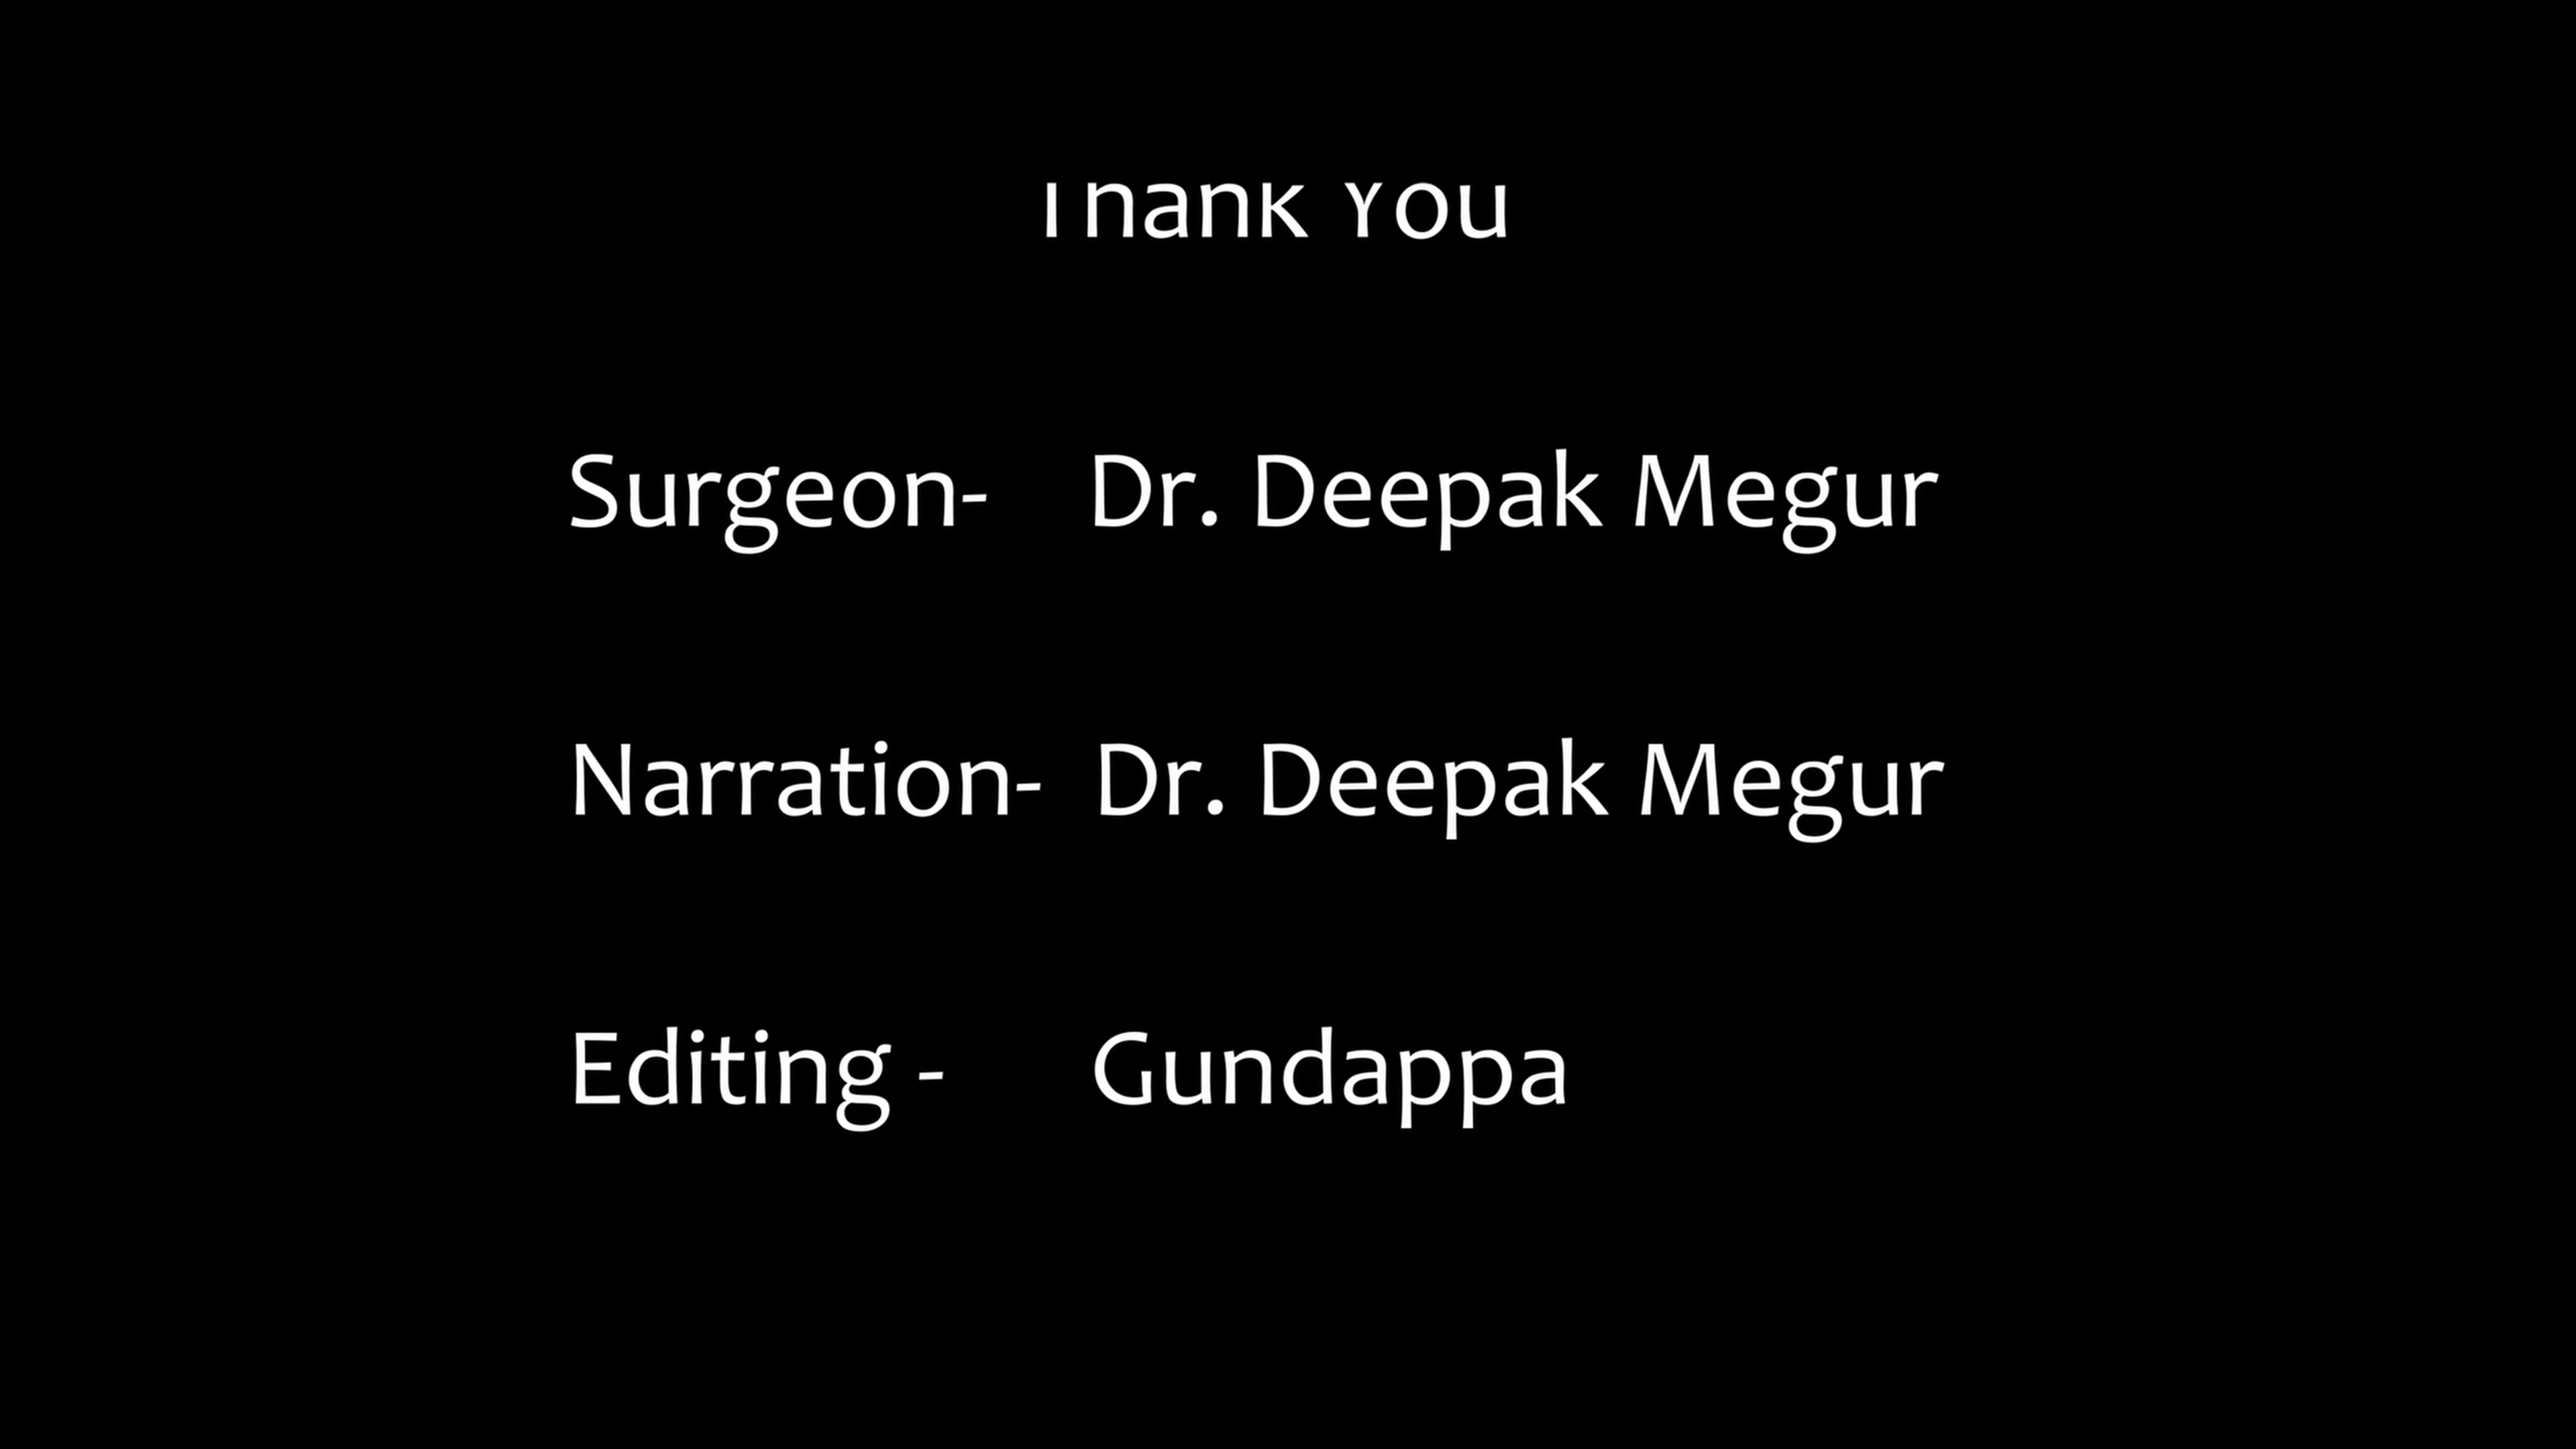 Thank You
Surgeon- Dr. Deepak Megur
Narration- Dr. Deepak Megur
Editing - Gundappa